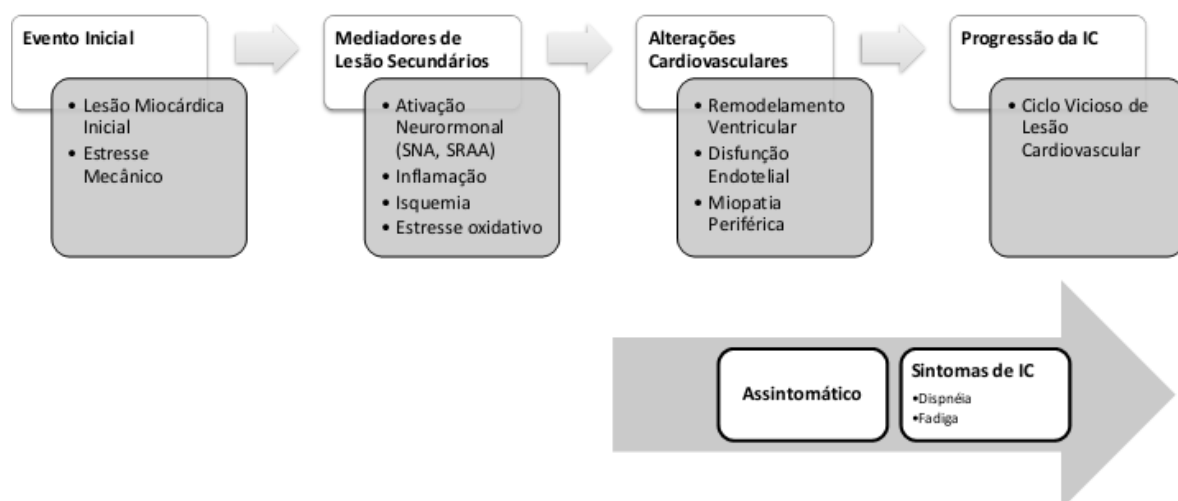 Evento Inicial
• Lesão Miocárdica
Inicial
• Estresse
Mecânico
Mediadores de
Lesão Secundários
• Ativação
Neurormonal
(SNA, SRAA)
• Inflamação
• Isquemia
• Estresse oxidativo
Alterações
Cardiovasculares
• Remodelamento
Ventricular
• Disfunção
Endotelial
• Miopatia
Periférica
Progressão da IC
• Ciclo Vicioso de
Lesão
Cardiovascular
Assintomático
Sintomas de IC
•Dispnéia
•Fadiga